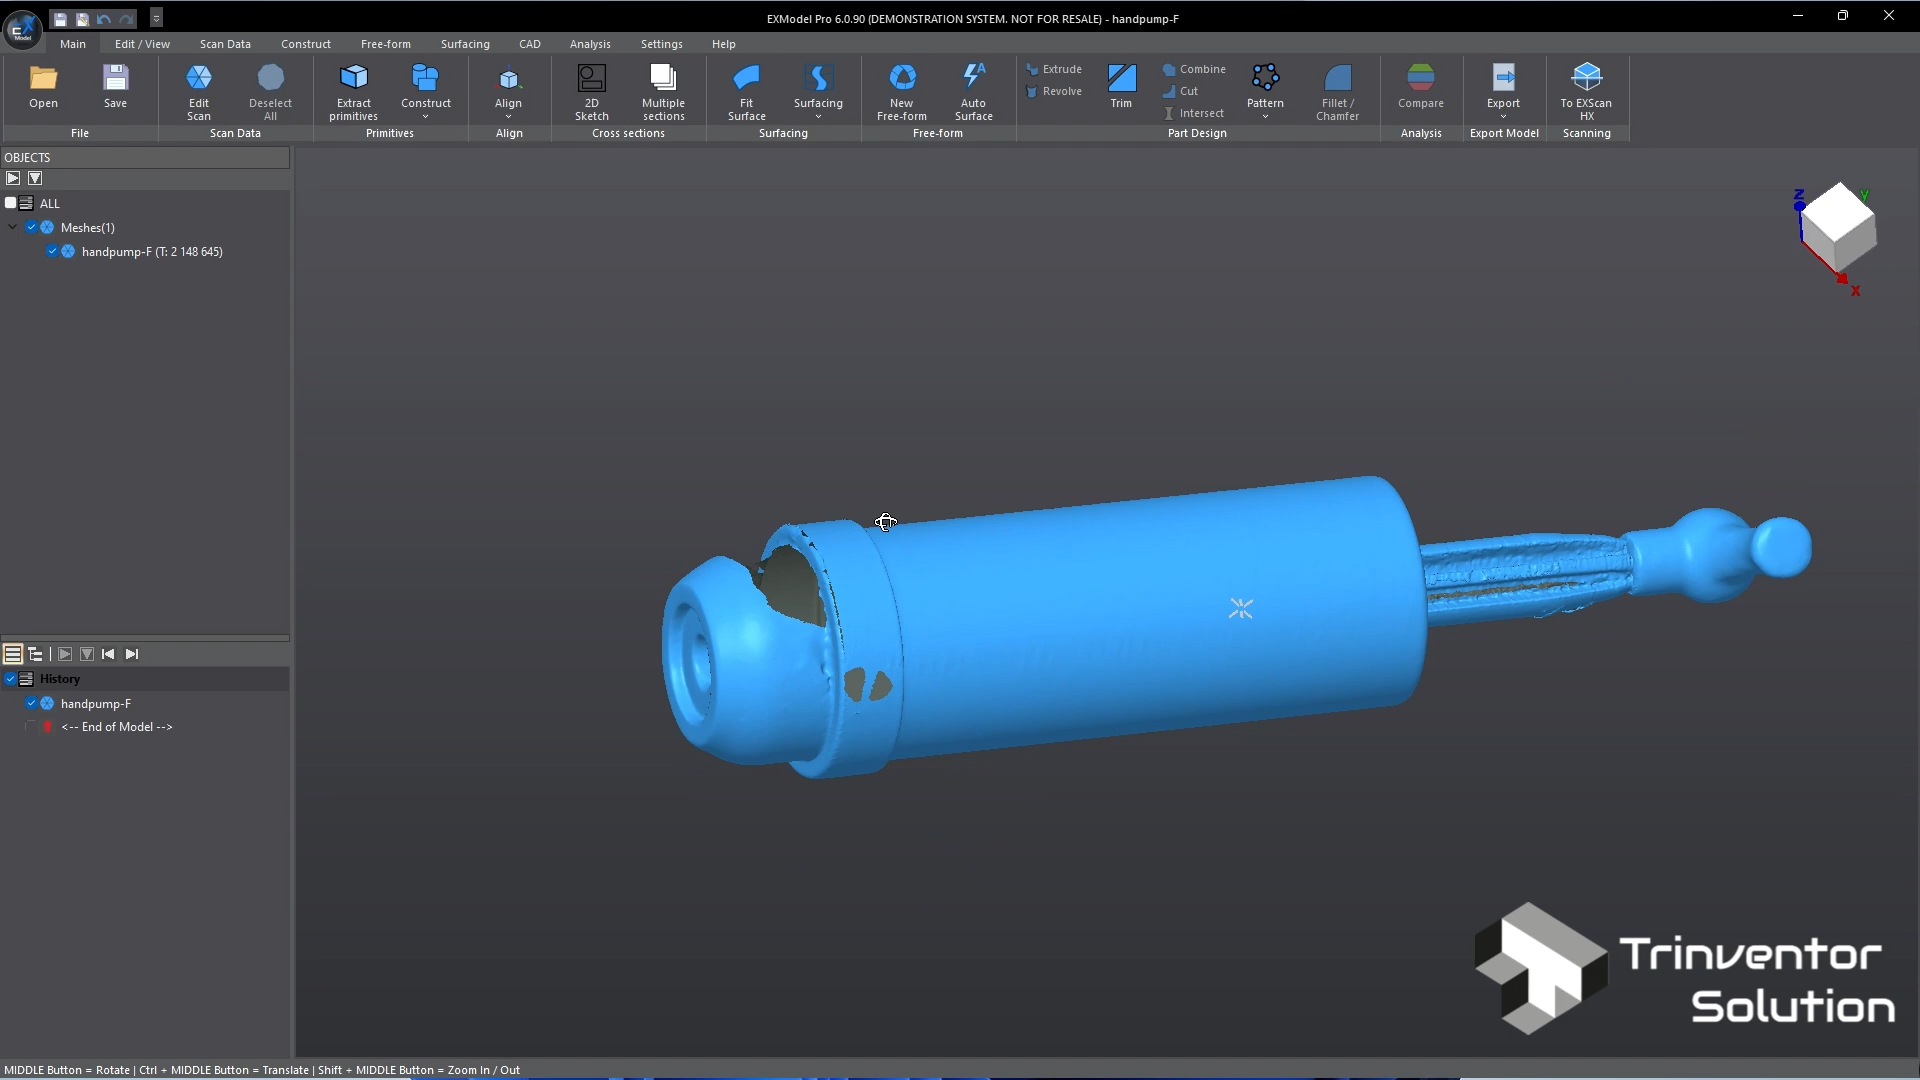 EXModel Pro 6.0.90 (DEMONSTRATION SYSTEM. NOT FOR RESALE) - handpump-F
Main Edit / View Scan Data Construct Free-form Surfacing CAD Analysis Settings Help
Open
Save
File
Edit
Scan
Deselect
All
Scan Data
Extract
primitives
Construct
Primitives
Align
Align
2D
Sketch
Multiple
sections
Cross sections
Fit
Surface
Surfacing
Surfacing
New
Free-form
Auto
Surface
Free-form
Extrude
Revolve
Trim
Combine
Cut
Intersect
Pattern
Fillet /
Chamfer
Part Design
Compare
Analysis
Export
Export Model
To EXScan
HX
Scanning
OBJECTS
ALL
Meshes(1)
handpump-F (T: 2 148 645)
History
handpump-F
<-- End of Model -->
Z
y
X
EX
Model
Trinventor
Solution
MIDDLE Button = Rotate | Ctrl + MIDDLE Button = Translate | Shift + MIDDLE Button = Zoom In / Out